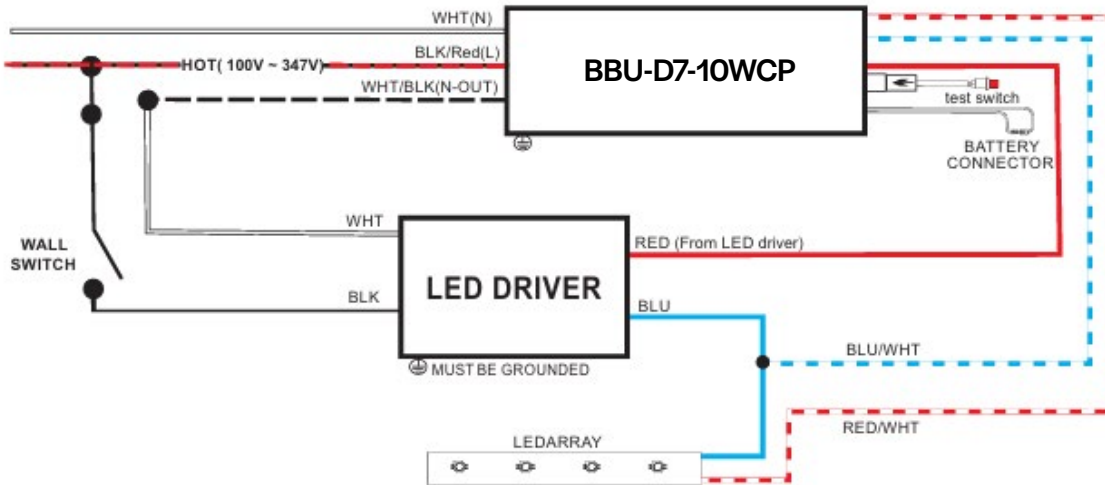 WHT(N)
BLK/Red(L)
HOT( 100V ~ 347V)
WHT/BLK(N-OUT)
BBU-D7-10WCP
test switch
BATTERY
CONNECTOR
WHT
RED (From LED driver)
WALL
SWITCH
LED DRIVER
BLK
BLU
BLU/WHT
MUST BE GROUNDED
RED/WHT
LEDARRAY